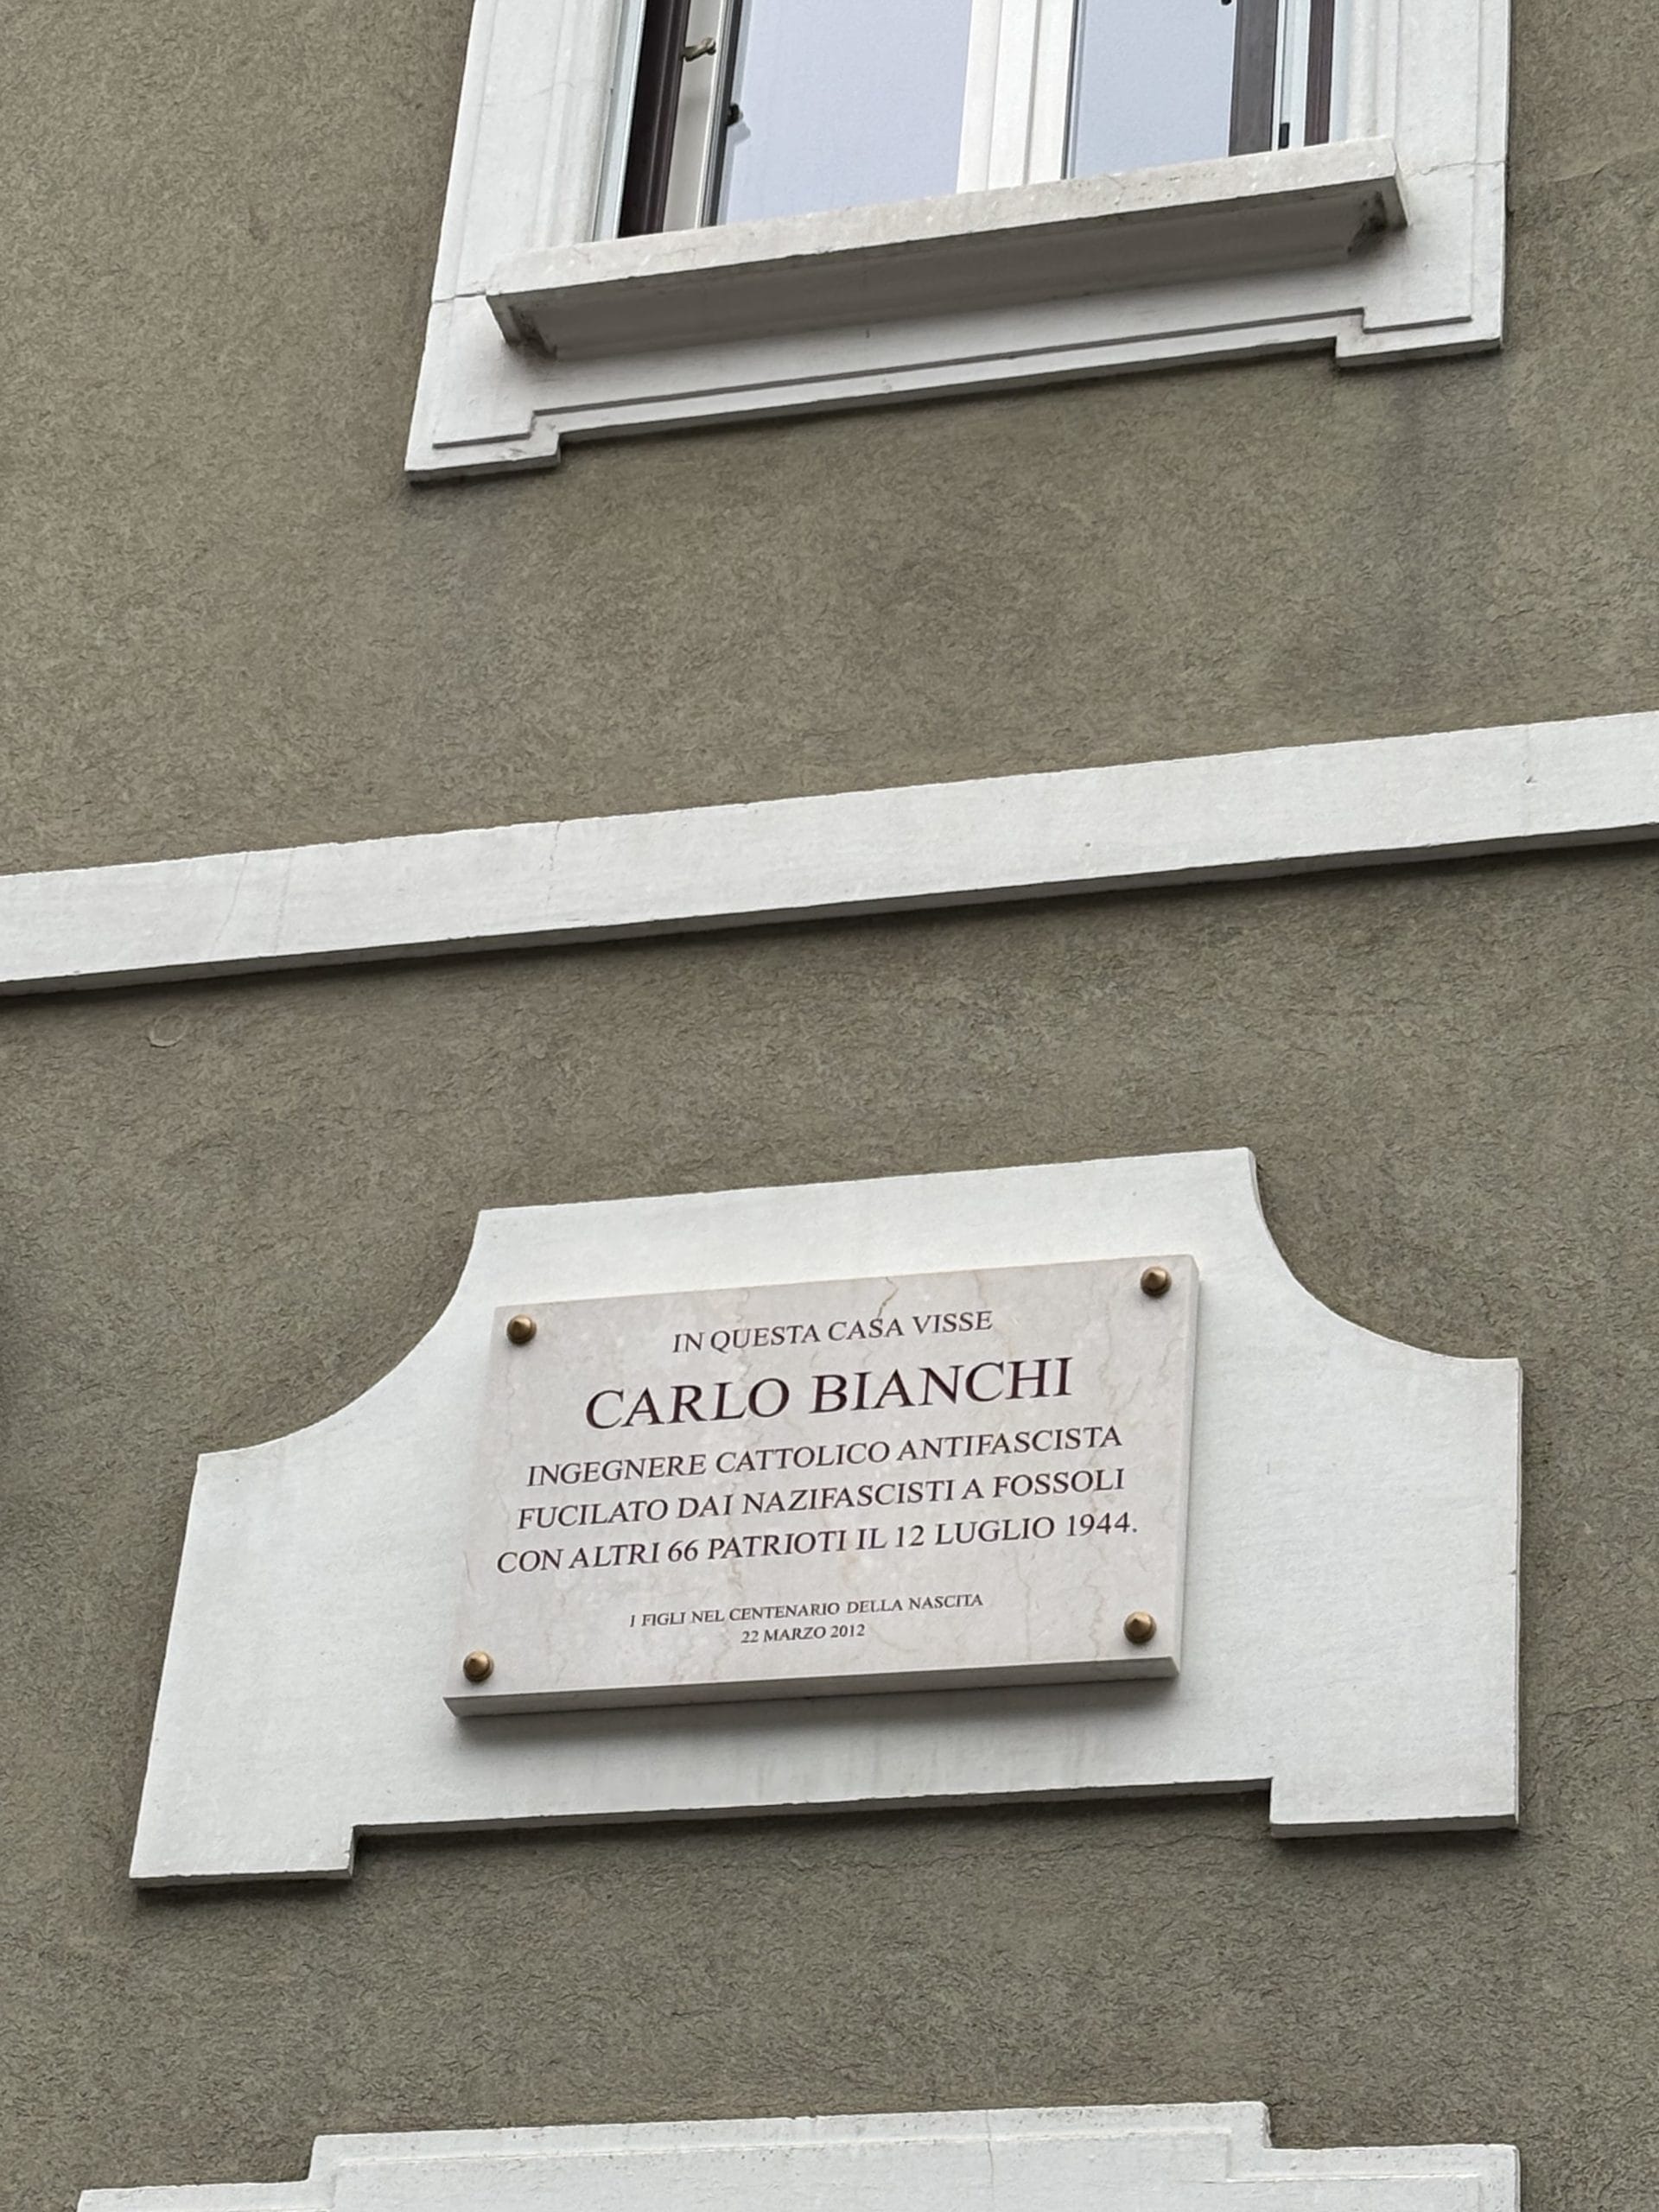 IN QUESTA CASA VISSE
CARLO BIANCHI
INGEGNERE CATTOLICO ANTIFASCISTA
FUCILATO DAI NAZIFASCISTI A FOSSOLI
CON ALTRI 66 PATRIOTI IL 12 LUGLIO 1944.
I FIGLI NEL CENTENARIO DELLA NASCITA
22 MARZO 2012